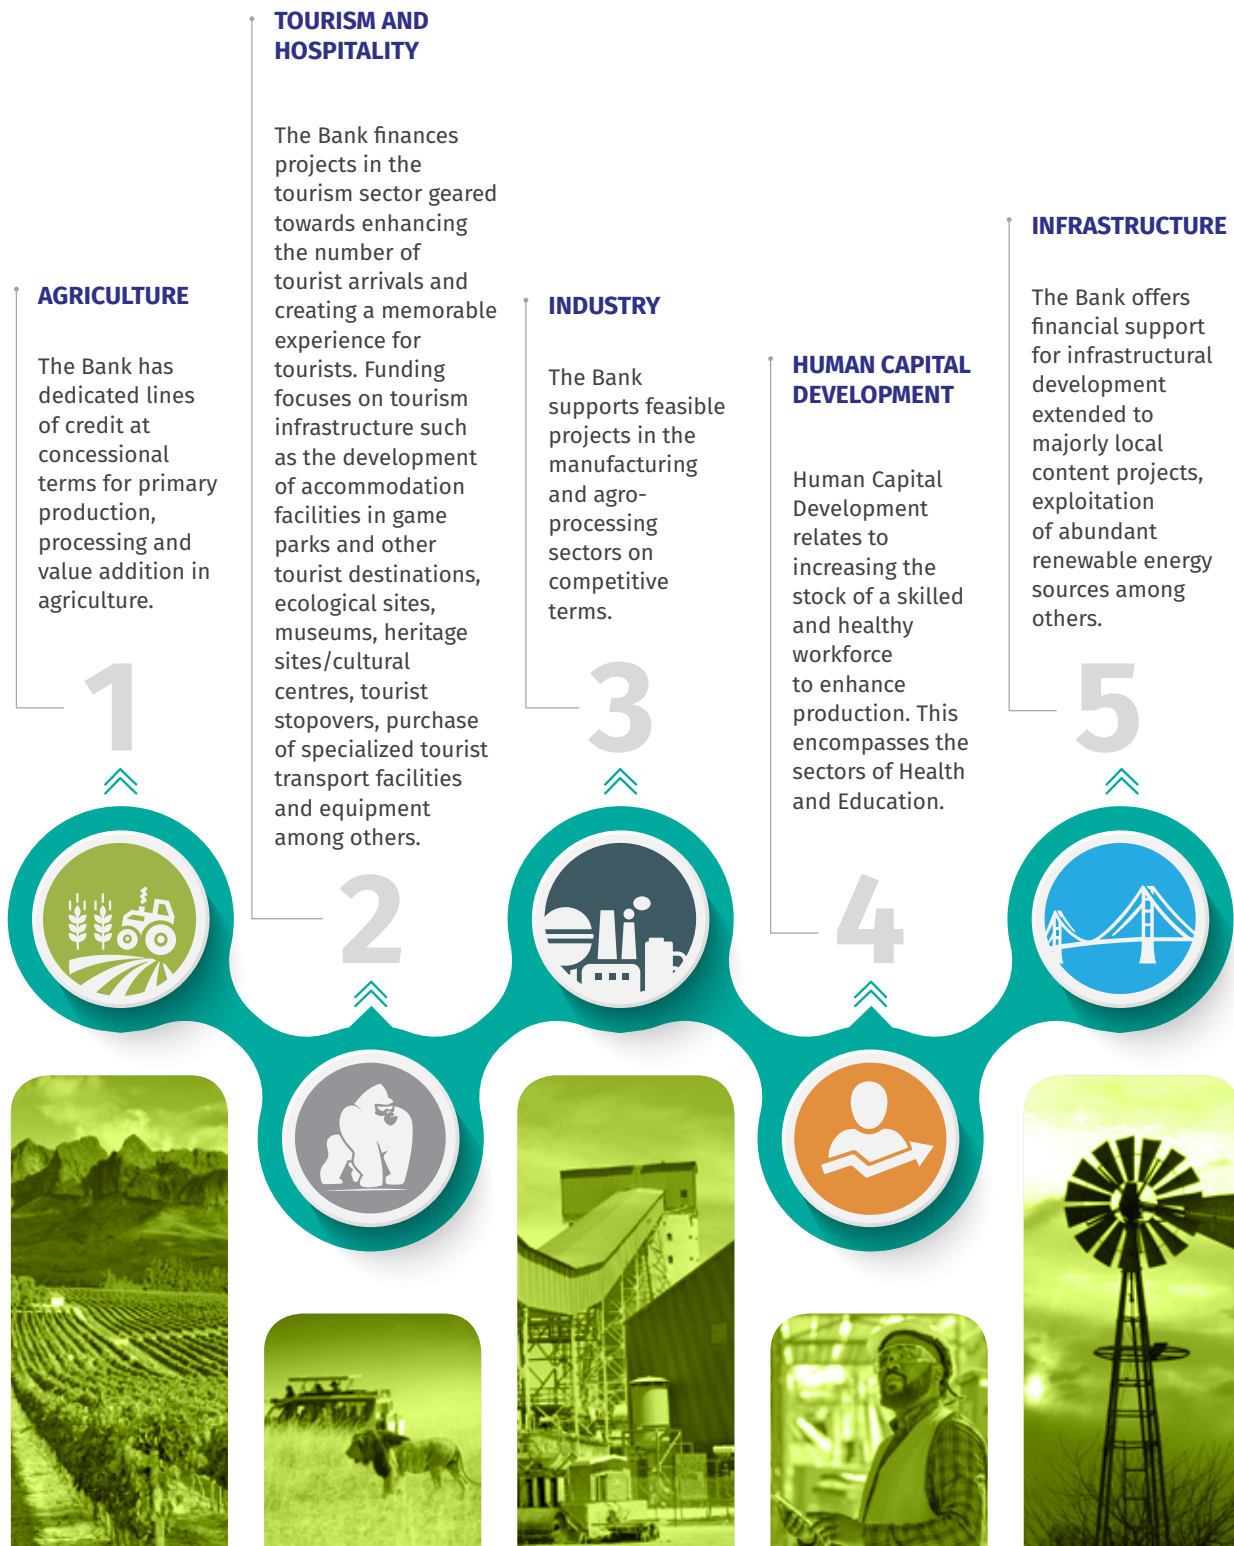 AGRICULTURE
The Bank has
dedicated lines
of credit at
concessional
terms for primary
production,
processing and
value addition in
agriculture.
1
TOURISM AND
HOSPITALITY
The Bank finances
projects in the
tourism sector geared
towards enhancing
the number of
tourist arrivals and
creating a memorable
experience for
tourists. Funding
focuses on tourism
infrastructure such
as the development
of accommodation
facilities in game
parks and other
tourist destinations,
ecological sites,
museums, heritage
sites/cultural
centres, tourist
stopovers, purchase
of specialized tourist
transport facilities
and equipment
among others.
2
INDUSTRY
The Bank
supports feasible
projects in the
manufacturing
and agro-
processing
sectors on
competitive
terms.
3
HUMAN CAPITAL
DEVELOPMENT
Human Capital
Development
relates to
increasing the
stock of a skilled
and healthy
workforce
to enhance
production. This
encompasses the
sectors of Health
and Education.
4
INFRASTRUCTURE
The Bank offers
financial support
for infrastructural
development
extended to
majorly local
content projects,
exploitation
of abundant
renewable energy
sources among
others.
5